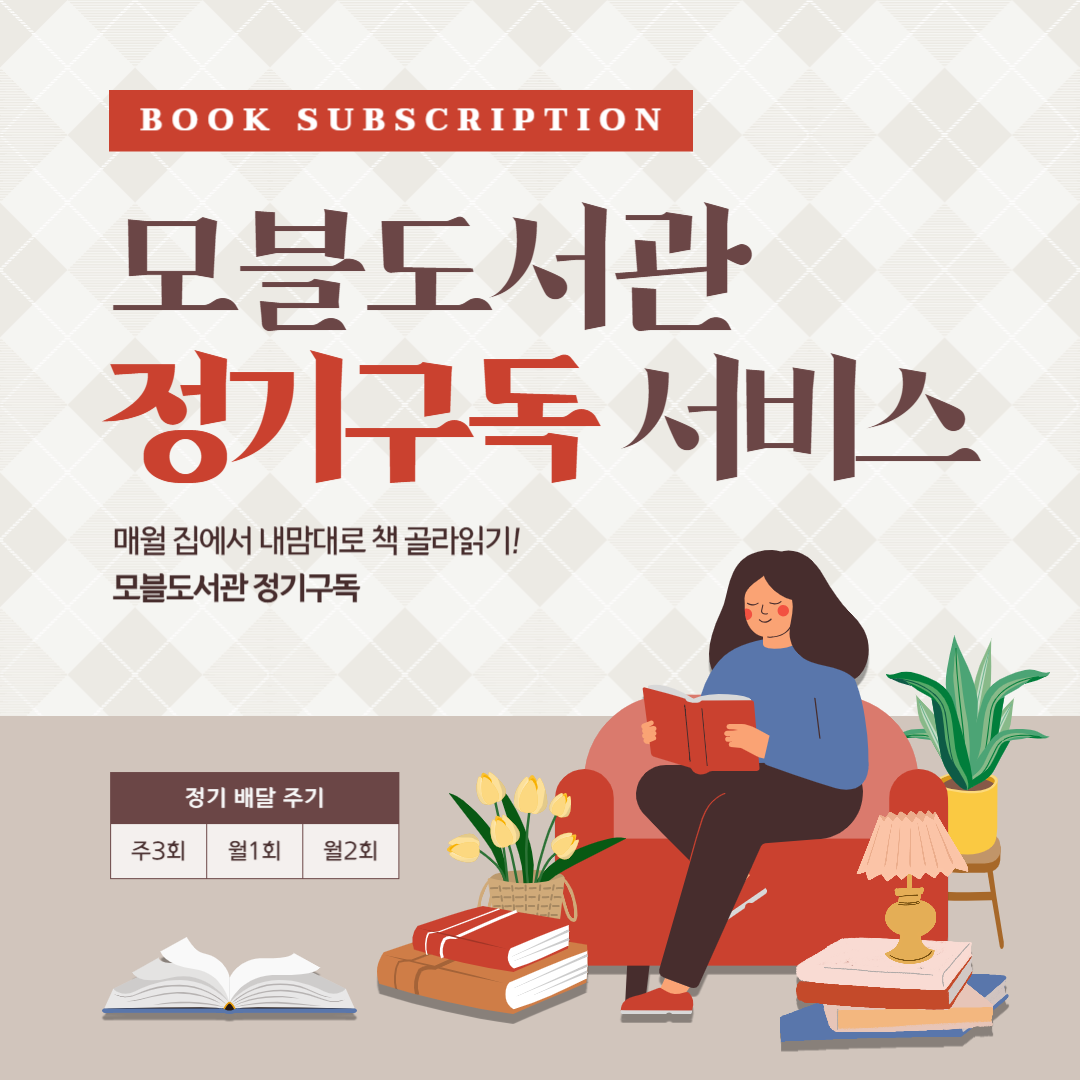 BOOK SUBSCRIPTION
모블도서관
정기구독 서비스
매월 집에서 내맘대로 책 골라읽기!
모블도서관 정기구독
정기 배달 주기
주3회 월1회 월2회